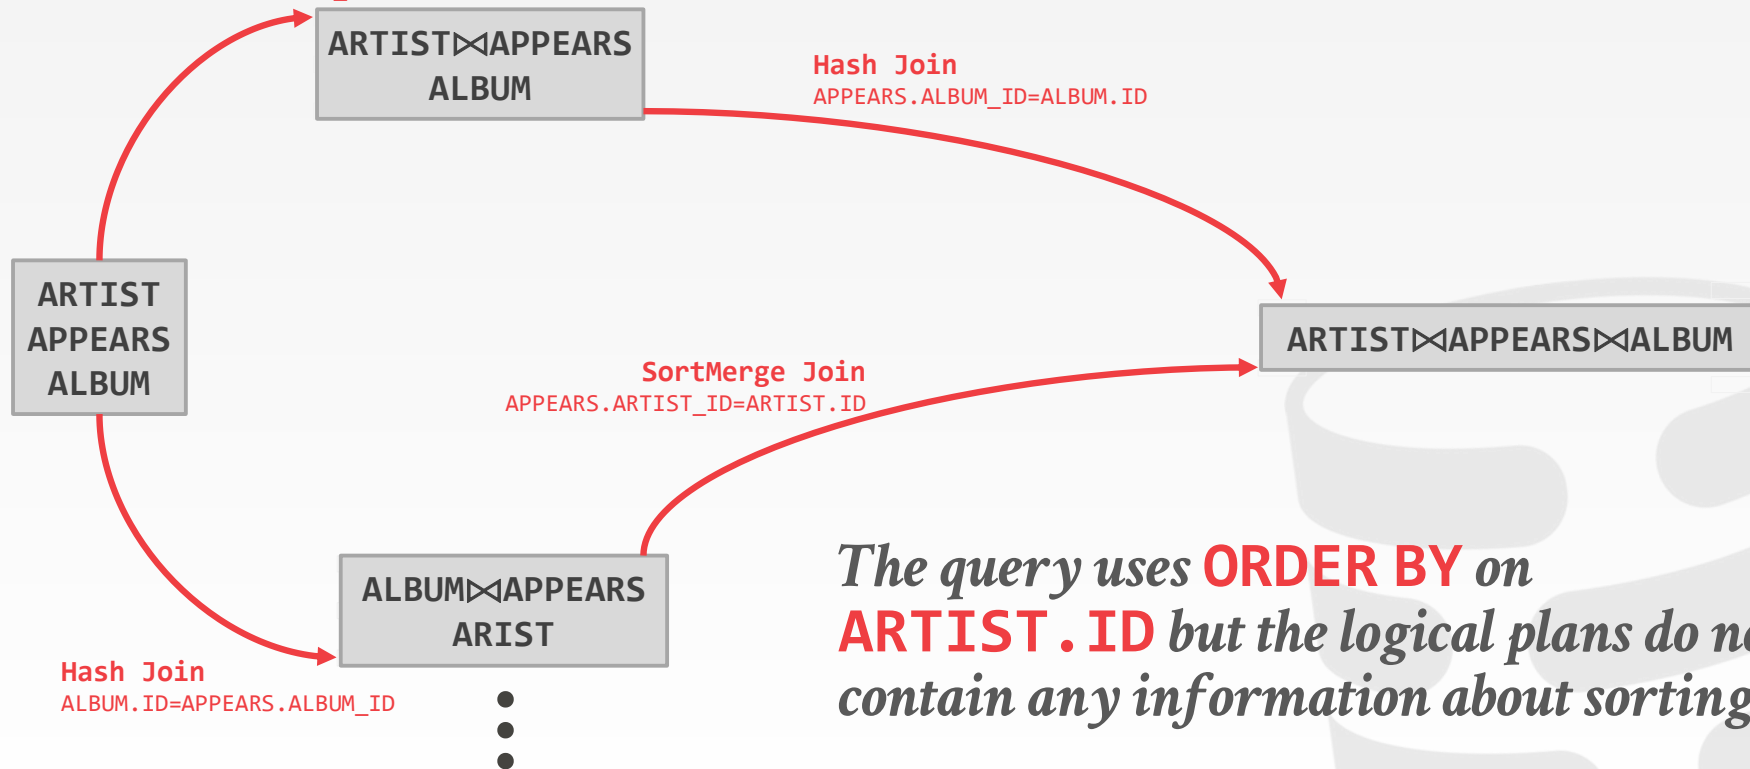 ARTIST⋈APPEARS
ALBUM
Hash Join
APPEARS.ALBUM_ID=ALBUM.ID
ARTIST
APPEARS
ALBUM
ARTIST⋈APPEARS⋈ALBUM
SortMerge Join
APPEARS.ARTIST_ID=ARTIST.ID
ALBUM⋈APPEARS
ARIST
Hash Join
ALBUM.ID=APPEARS.ALBUM_ID
The query uses ORDER BY on
ARTIST.ID but the logical plans do
contain any information about sorting